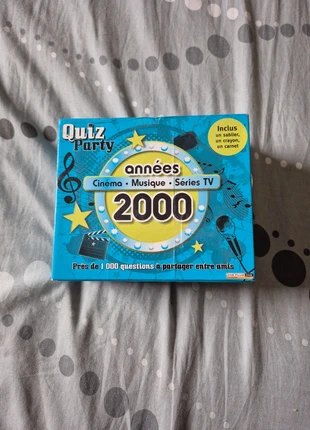 Quiz
Party
Inclus
un sablier,
un crayon,
un carnet
années
Cinéma • Musique • Séries TV
2000
Près de 1 000 questions à partager entre amis